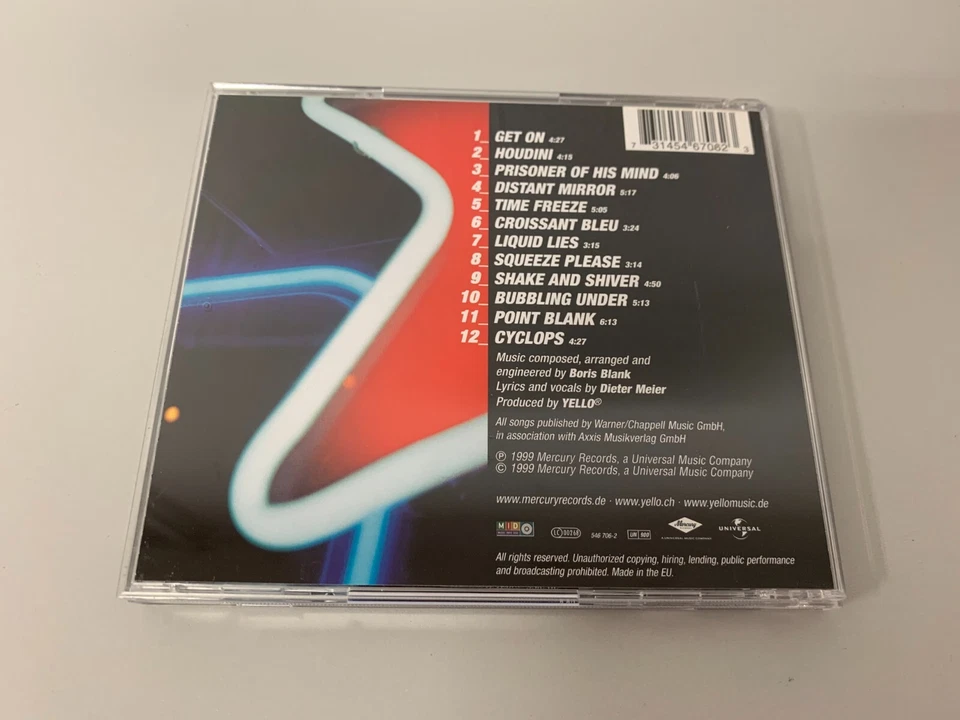 1_ GET ON 4:27
2_ HOUDINI 4:15
3_ PRISONER OF HIS MIND 4:06
4_ DISTANT MIRROR 5:17
5_ TIME FREEZE 5:05
6_ CROISSANT BLEU 3:24
7_ LIQUID LIES 3:15
8_ SQUEEZE PLEASE 3:14
9_ SHAKE AND SHIVER 4:50
10_ BUBBLING UNDER 5:13
11_ POINT BLANK 6:13
12_ CYCLOPS 4:27
7 31454 67062 3
Music composed, arranged and
engineered by Boris Blank
Lyrics and vocals by Dieter Meier
Produced by YELLO®
All songs published by Warner/Chappell Music GmbH,
in association with Axxis Musikverlag GmbH
℗ 1999 Mercury Records, a Universal Music Company
© 1999 Mercury Records, a Universal Music Company
www.mercuryrecords.de · www.yello.ch · www.yellomusic.de
MID
LC 00268
546 706-2
Mercury
UNIVERSAL
All rights reserved. Unauthorized copying, hiring, lending, public performance
and broadcasting prohibited. Made in the EU.